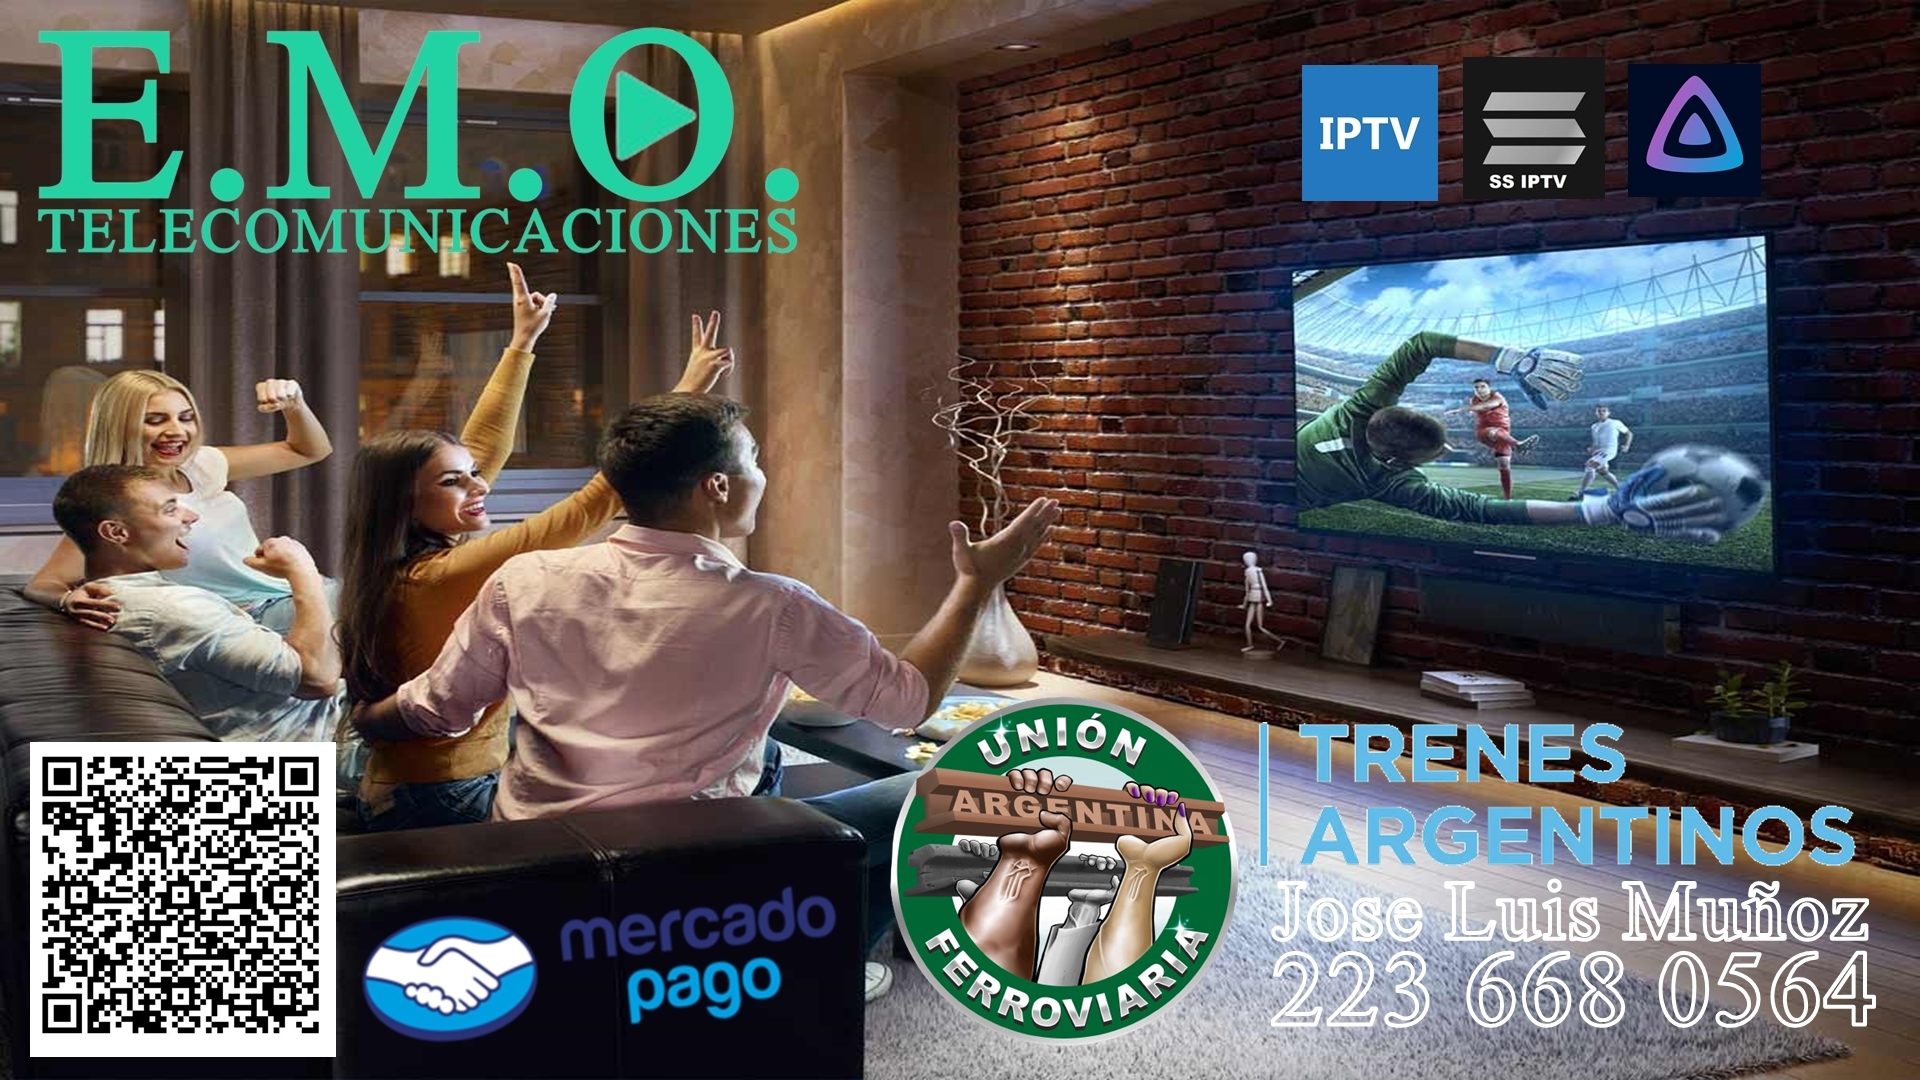 E.M.O.
TELECOMUNICACIONES
IPTV
SS IPTV
UNIÓN
ARGENTINA
FERROVIARIA
TRENES
ARGENTINOS
Jose Luis Muñoz
223 668 0564
mercado
pago